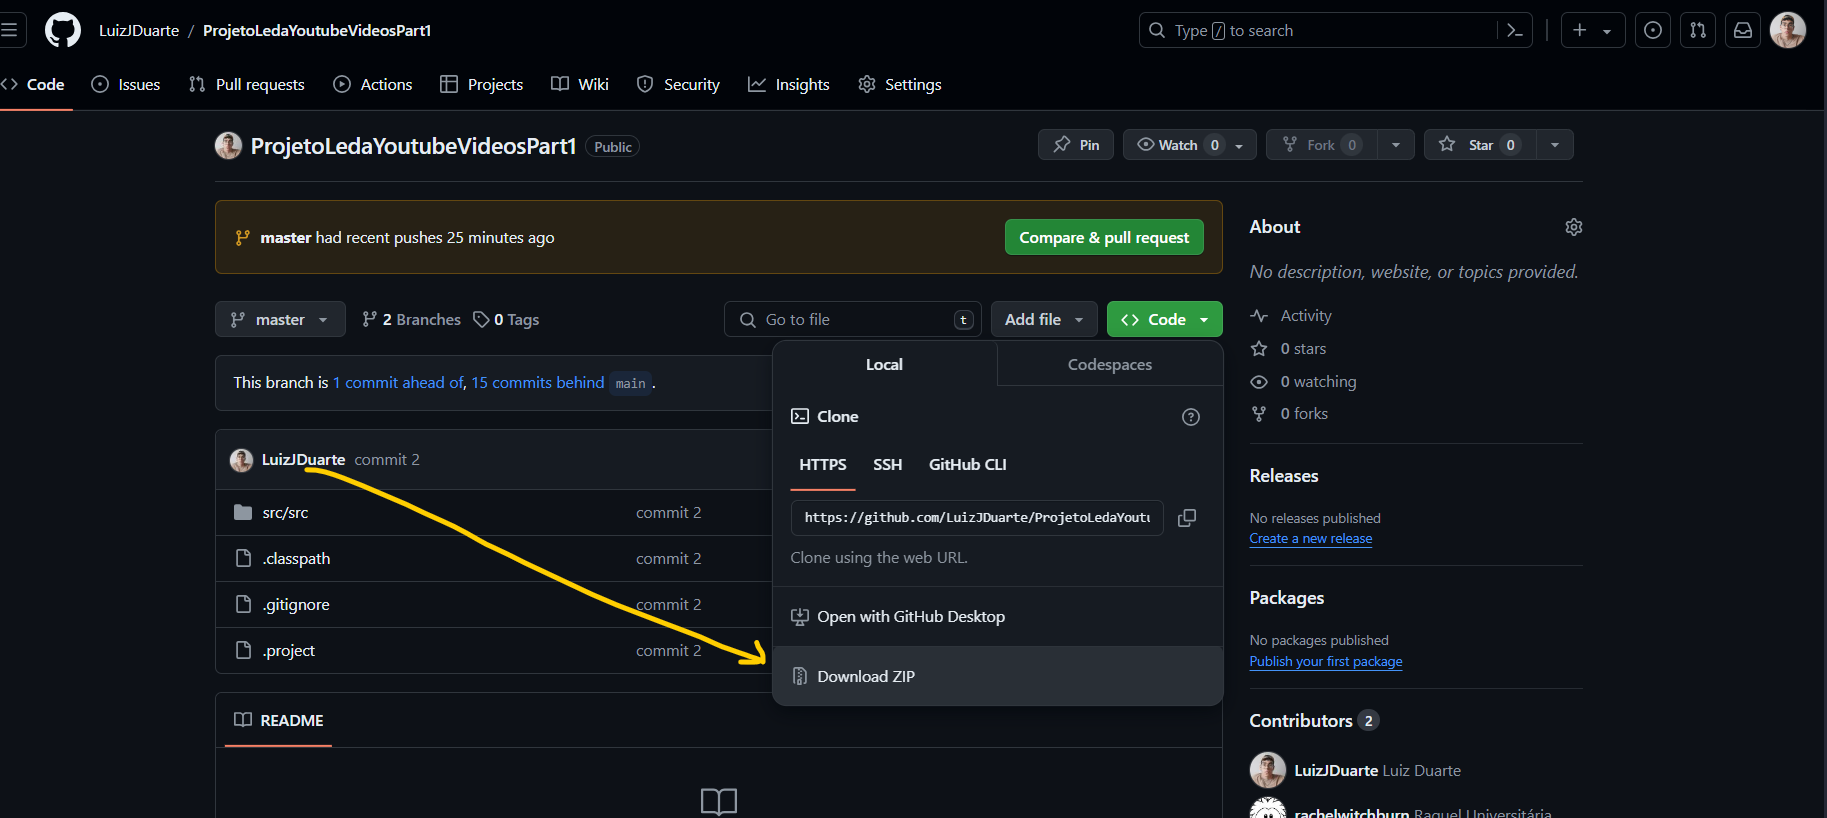 LuizJDuarte / ProjetoLedaYoutubeVideosPart1
Type / to search
Code Issues Pull requests Actions Projects Wiki Security Insights Settings
ProjetoLedaYoutubeVideosPart1 Public
Pin Watch 0 Fork 0 Star 0
master had recent pushes 25 minutes ago
Compare & pull request
master 2 Branches 0 Tags
Go to file t
Add file
Code
This branch is 1 commit ahead of, 15 commits behind main .
LuizJDuarte commit 2
src/src commit 2
.classpath commit 2
.gitignore commit 2
.project commit 2
README
Local Codespaces
Clone
HTTPS SSH GitHub CLI
https://github.com/LuizJDuarte/ProjetoLedaYoutu
Clone using the web URL.
Open with GitHub Desktop
Download ZIP
About
No description, website, or topics provided.
Activity
0 stars
0 watching
0 forks
Releases
No releases published
Create a new release
Packages
No packages published
Publish your first package
Contributors 2
LuizJDuarte Luiz Duarte
rachelwitchburn Raquel Universitária